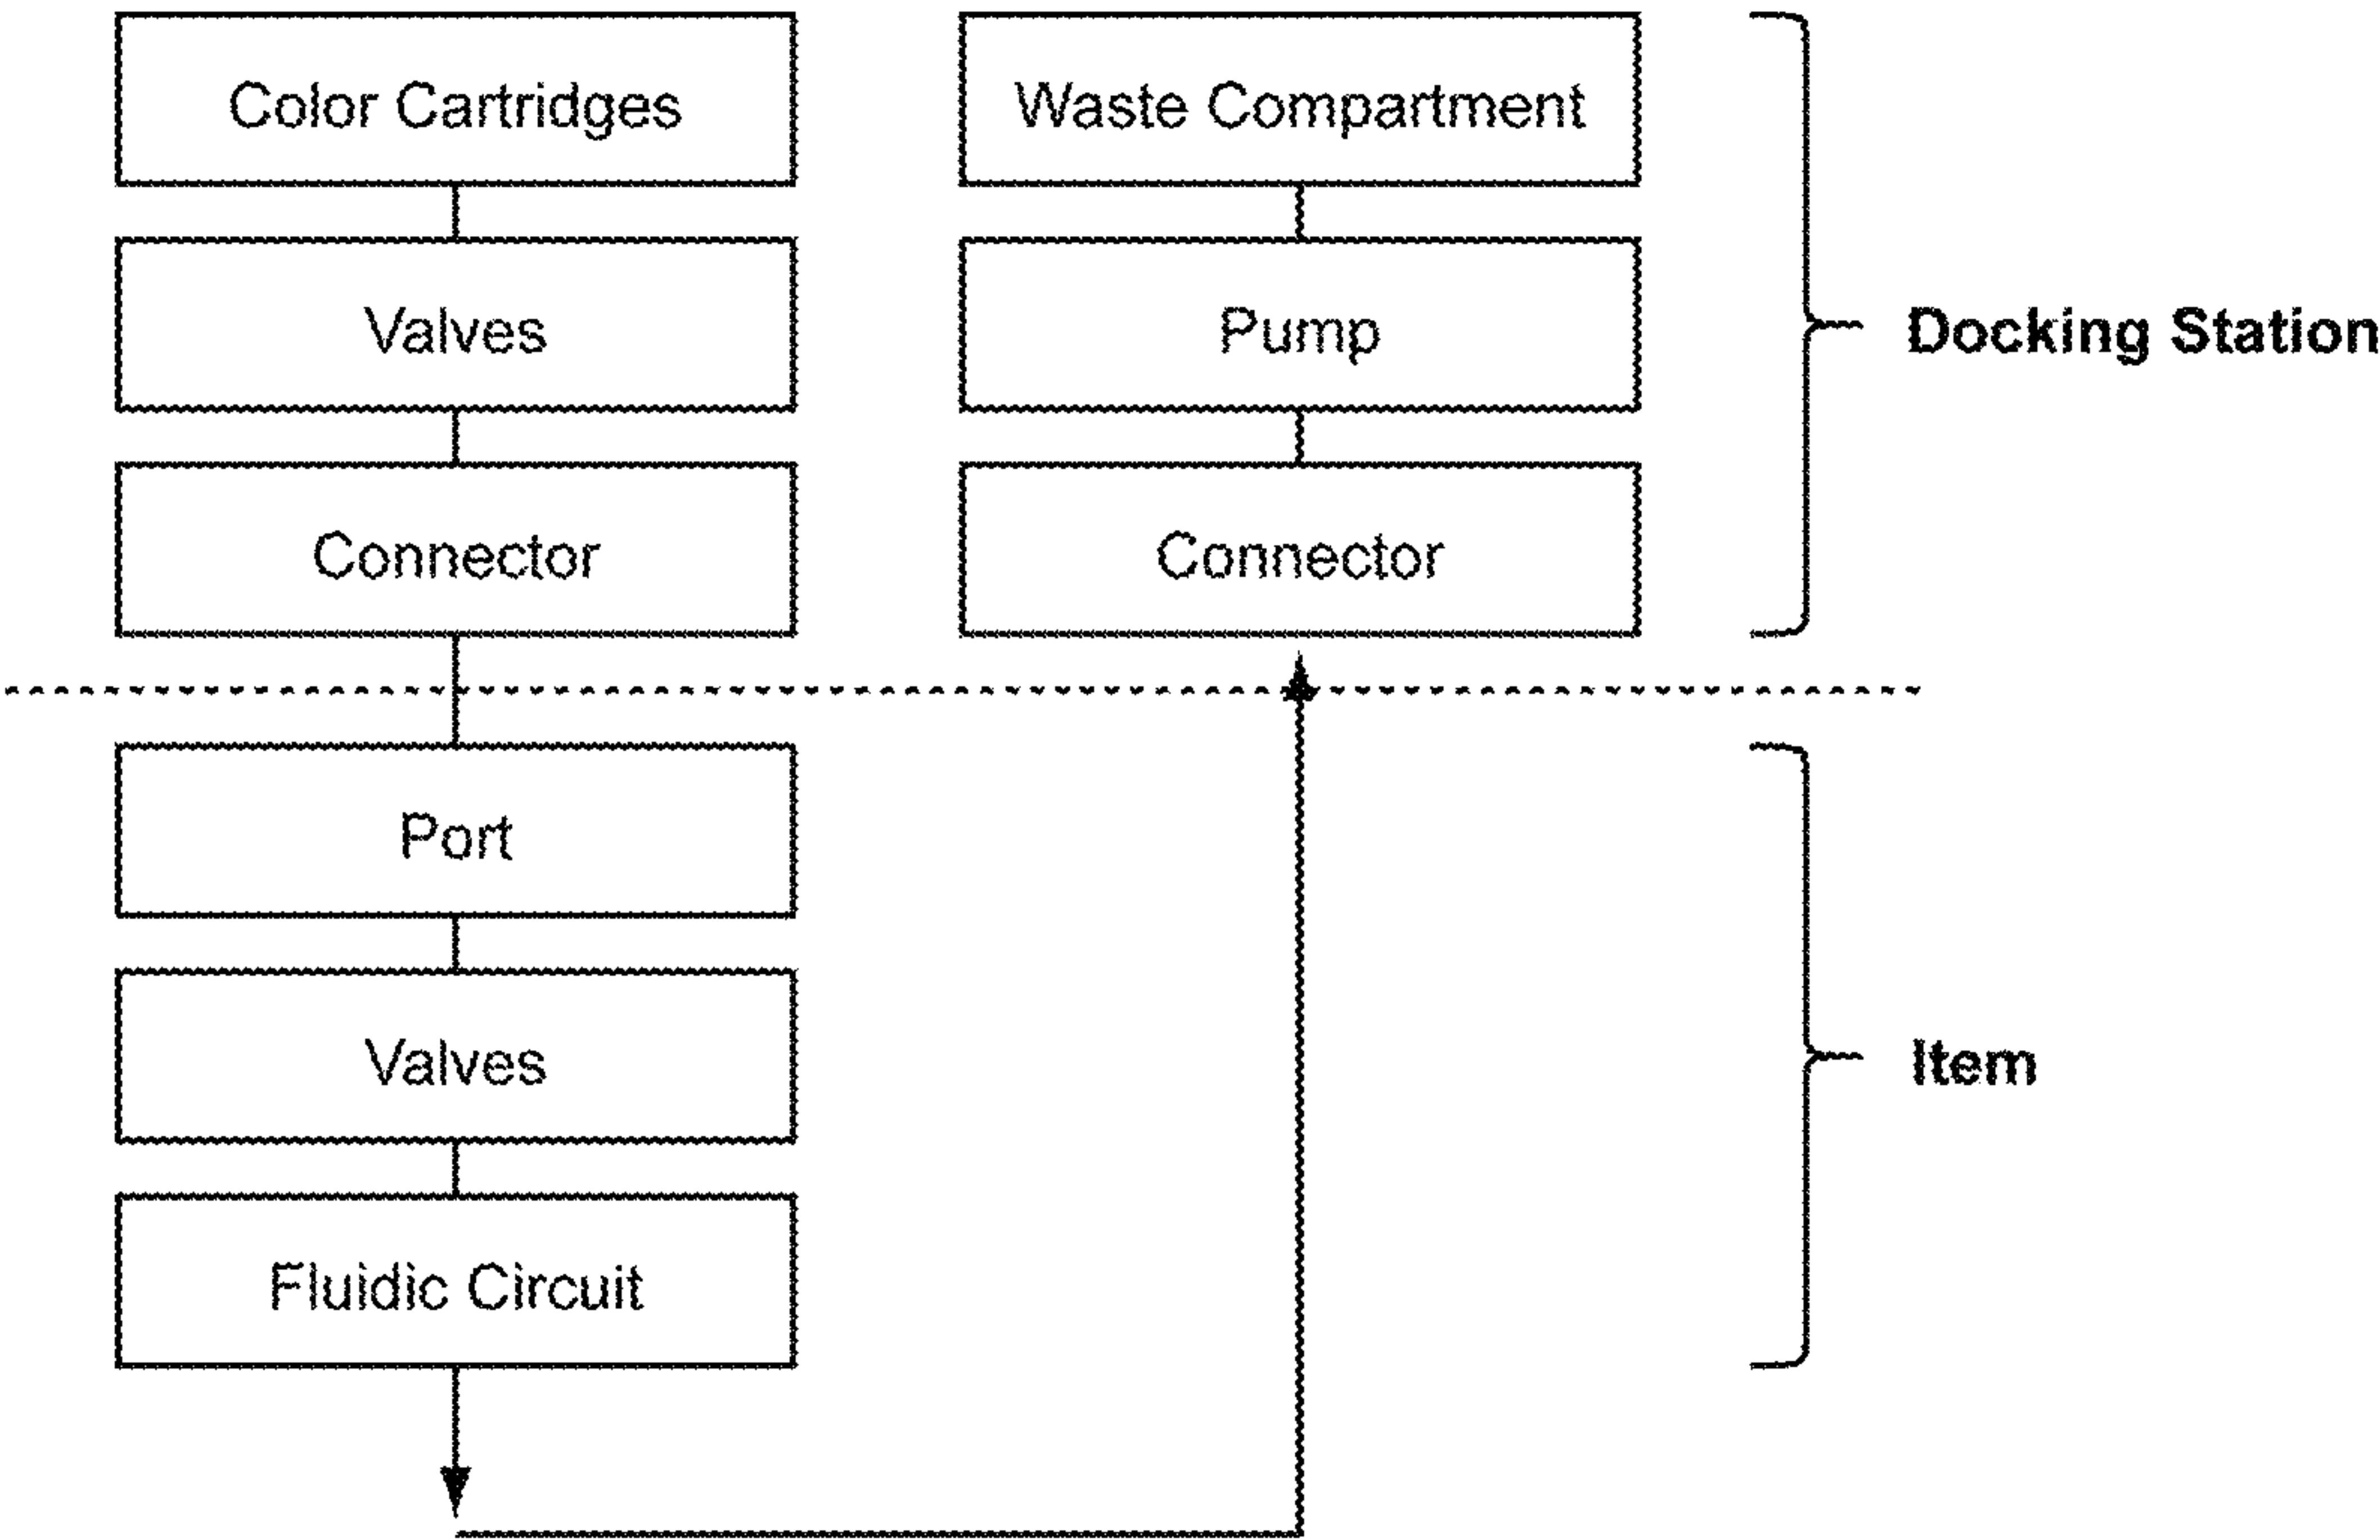 Color Cartridges
Waste Compartment
Valves
Pump
Docking Station
Connector
Connector
Port
Valves
Item
Fluidic Circuit